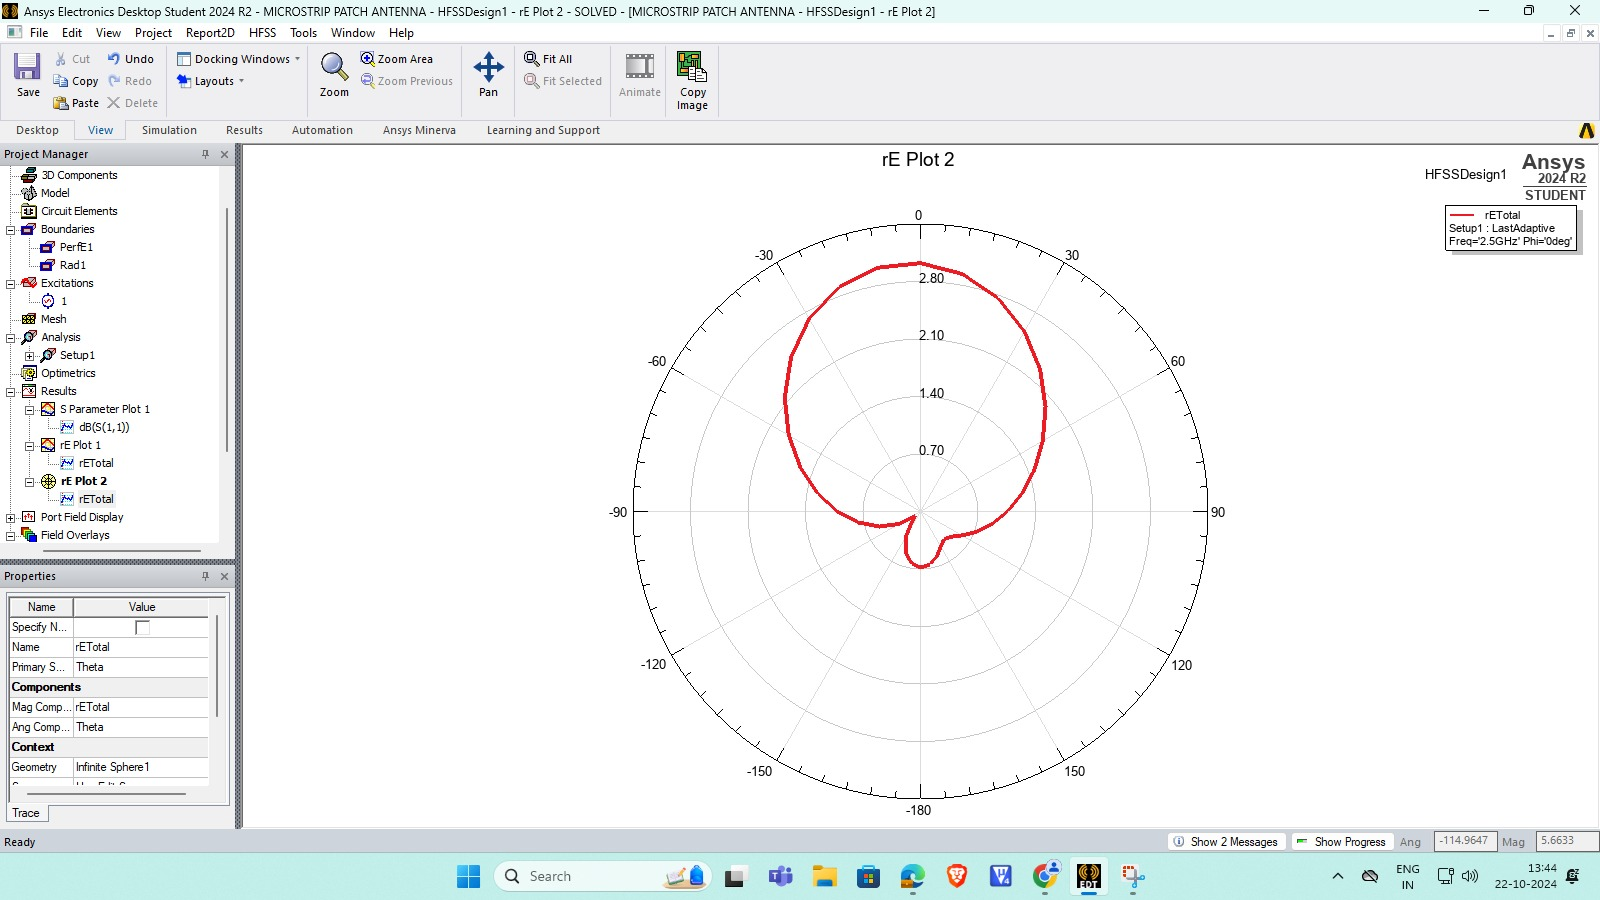 Ansys Electronics Desktop Student 2024 R2 - MICROSTRIP PATCH ANTENNA - HFSSDesign1 - rE Plot 2 - SOLVED - [MICROSTRIP PATCH ANTENNA - HFSSDesign1 - rE Plot 2]
File Edit View Project Report2D HFSS Tools Window Help
Save
Cut
Copy
Paste
Undo
Redo
Delete
Docking Windows
Layouts
Zoom
Zoom Area
Zoom Previous
Pan
Fit All
Fit Selected
Animate
Copy
Image
Desktop View Simulation Results Automation Ansys Minerva Learning and Support
Project Manager
3D Components
Model
Circuit Elements
Boundaries
PerfE1
Rad1
Excitations
1
Mesh
Analysis
Setup1
Optimetrics
Results
S Parameter Plot 1
dB(S(1,1))
rE Plot 1
rETotal
rE Plot 2
rETotal
Port Field Display
Field Overlays
Properties
Name Value
Specify N...
Name rETotal
Primary S... Theta
Components
Mag Comp... rETotal
Ang Comp... Theta
Context
Geometry Infinite Sphere1
Trace
rE Plot 2
HFSSDesign1
Ansys
2024 R2
STUDENT
rETotal
Setup1 : LastAdaptive
Freq='2.5GHz' Phi='0deg'
0
-30 30
2.80
2.10
-60 60
1.40
0.70
-90 90
-120 120
-150 150
-180
Ready
Show 2 Messages Show Progress Ang -114.9647 Mag 5.6633
Search
EDT
ENG
IN
13:44
22-10-2024